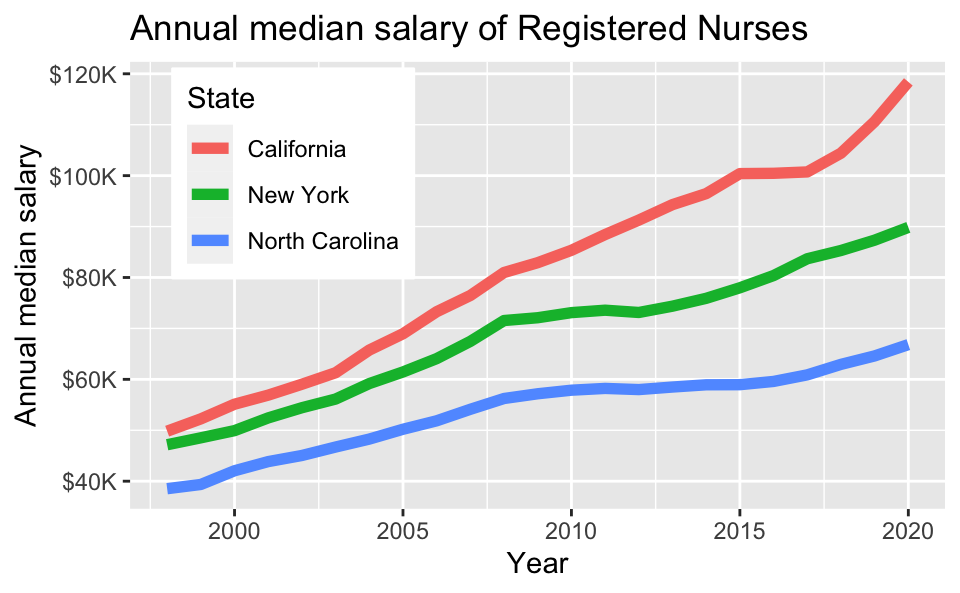 Annual median salary of Registered Nurses
Annual median salary
$120K
$100K
$80K
$60K
$40K
State
California
New York
North Carolina
2000 2005 2010 2015 2020
Year